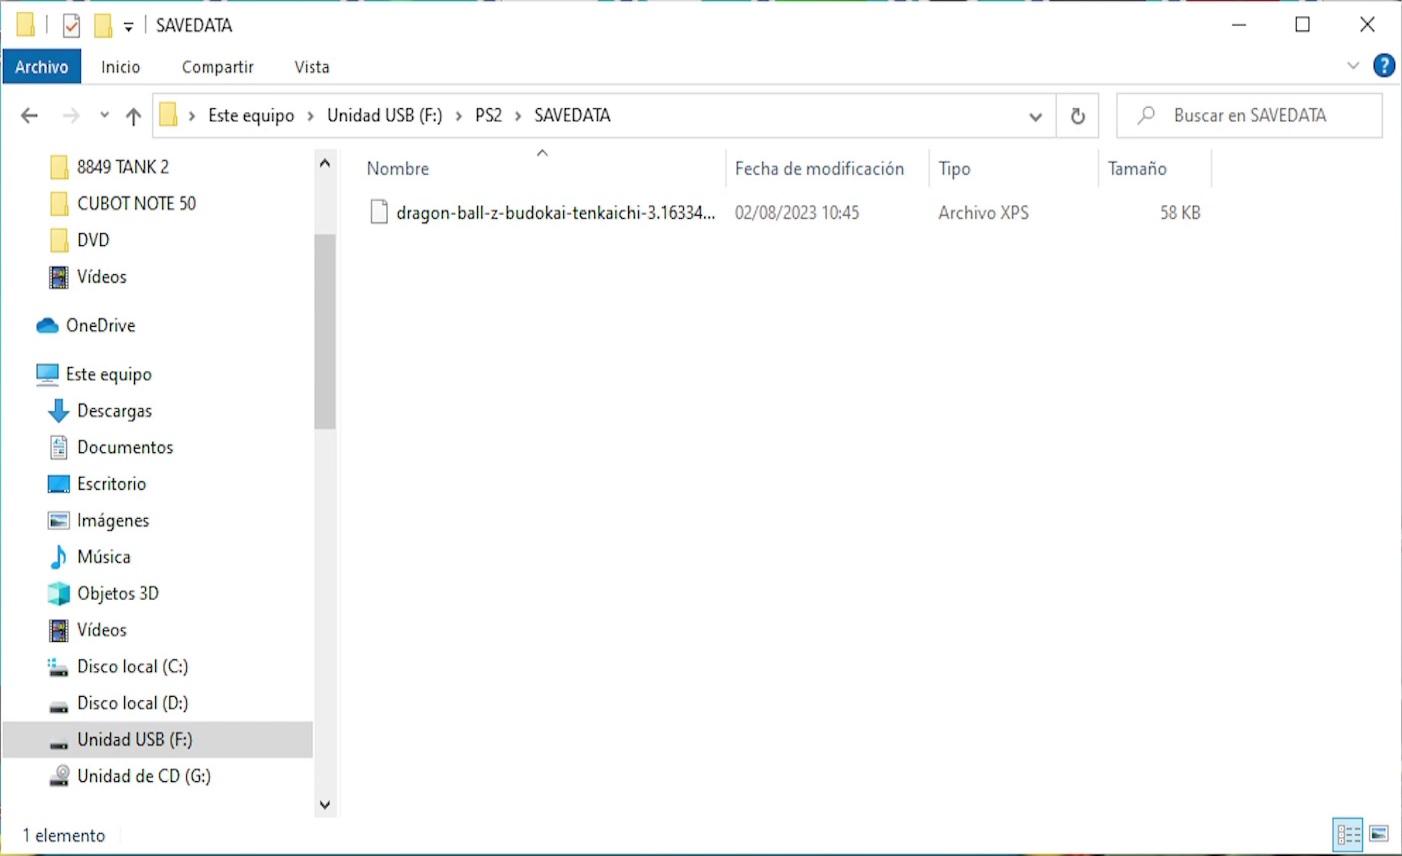 SAVEDATA
Archivo Inicio Compartir Vista
Este equipo > Unidad USB (F:) > PS2 > SAVEDATA
Buscar en SAVEDATA
8849 TANK 2
CUBOT NOTE 50
DVD
Vídeos
OneDrive
Este equipo
Descargas
Documentos
Escritorio
Imágenes
Música
Objetos 3D
Vídeos
Disco local (C:)
Disco local (D:)
Unidad USB (F:)
Unidad de CD (G:)
Nombre Fecha de modificación Tipo Tamaño
dragon-ball-z-budokai-tenkaichi-3.16334... 02/08/2023 10:45 Archivo XPS 58 KB
1 elemento